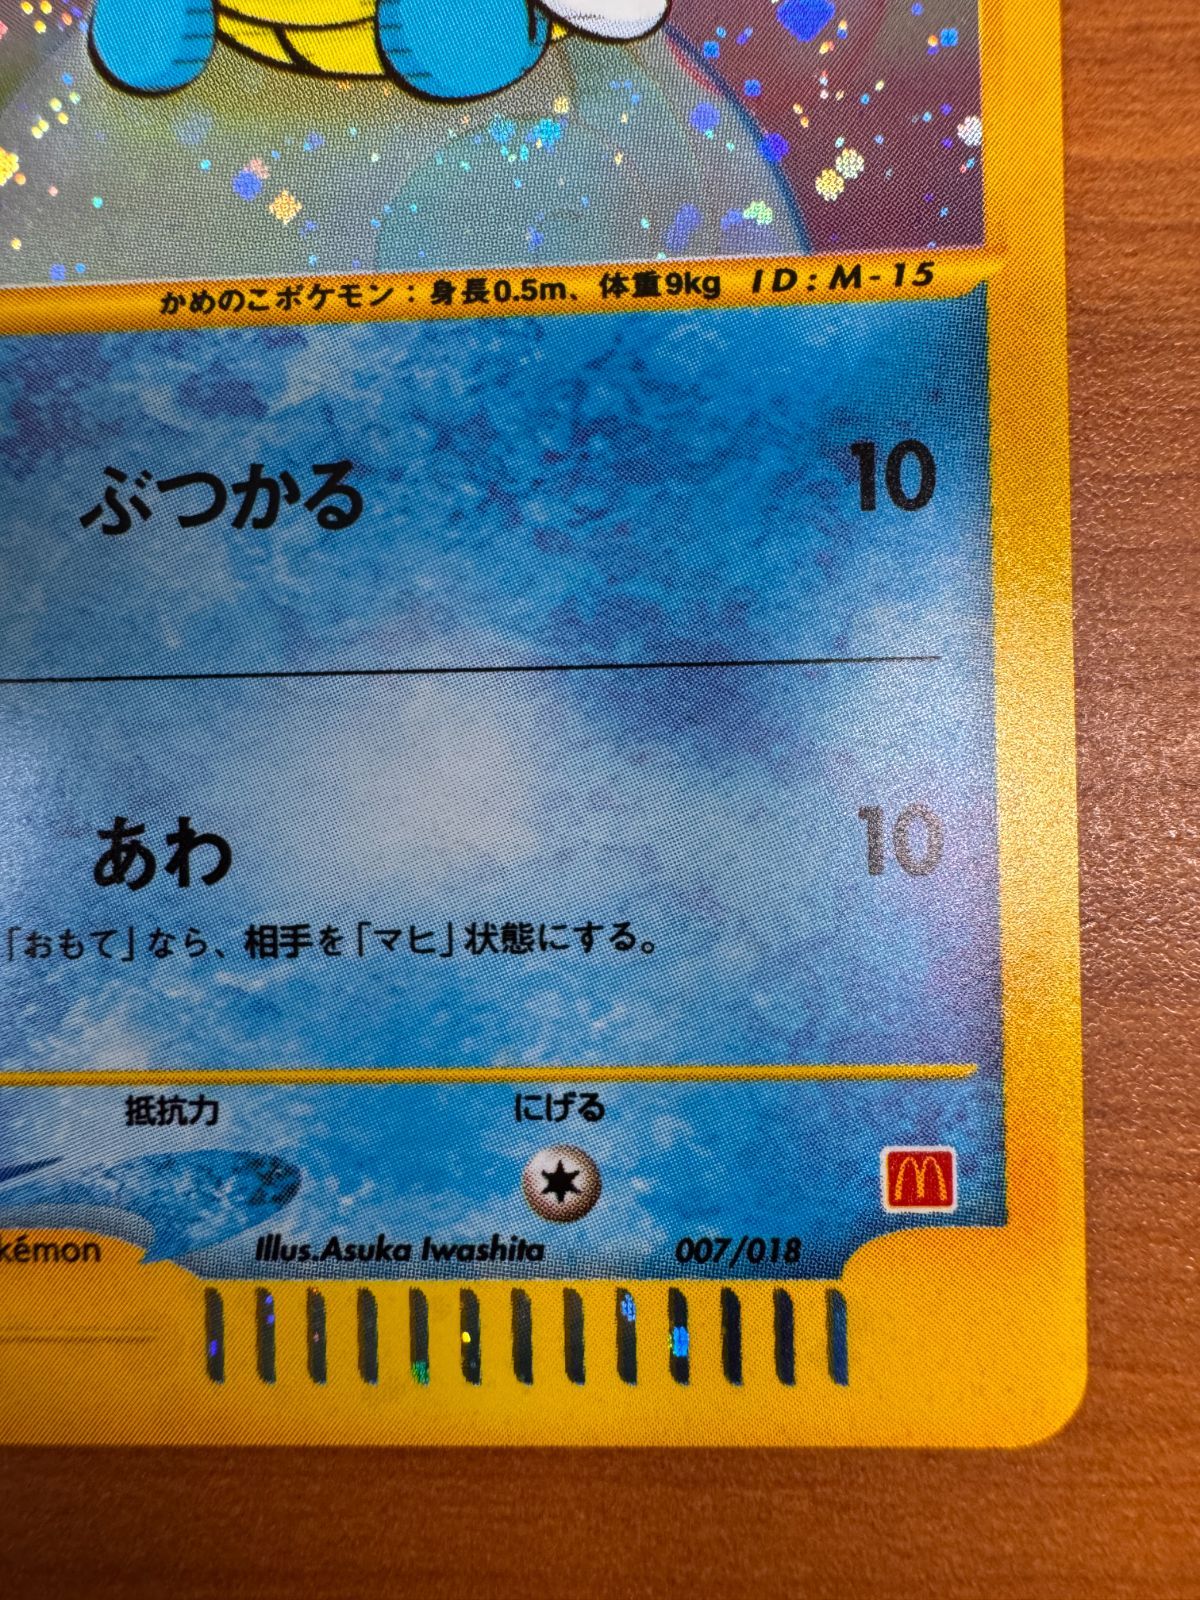 かめのこポケモン：身長0.5m、体重9kg ID:M-15
ぶつかる 10
あわ 10
「おもて」なら、相手を「マヒ」状態にする。
抵抗力 にげる
kémon Illus.Asuka Iwashita 007/018